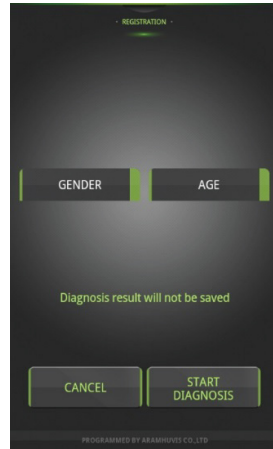 · REGISTRATION ·
GENDER
AGE
Diagnosis result will not be saved
CANCEL
START
DIAGNOSIS
PROGRAMMED BY ARAMHUVIS CO.,LTD